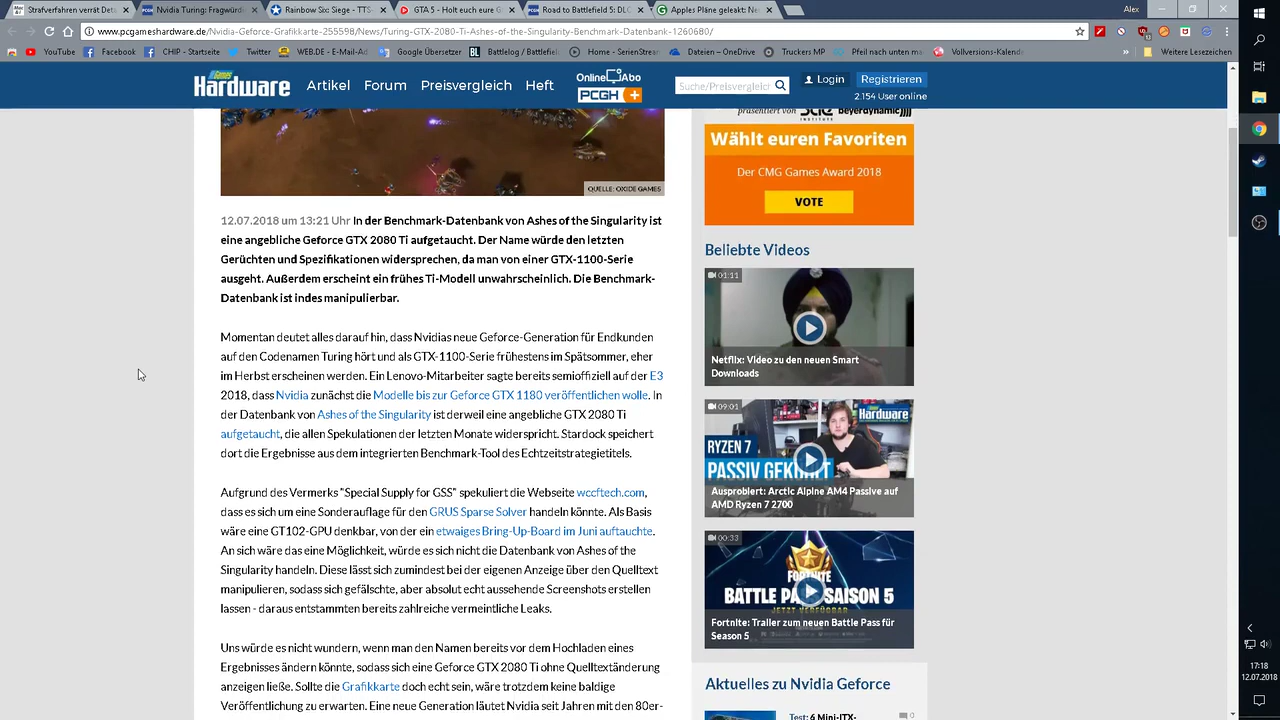 Strafverfahren verrät Det
Nvidia Turing: Fragwürdi
Rainbow Six: Siege - TTS-
GTA 5 - Holt euch eure G
Road to Battlefield 5: DLC
Apples Pläne geleakt: Neu
Alex
www.pcgameshardware.de/Nvidia-Geforce-Grafikkarte-255598/News/Turing-GTX-2080-Ti-Ashes-of-the-Singularity-Benchmark-Datenbank-1260680/
YouTube
Facebook
CHIP - Startseite
Twitter
WEB.DE - E-Mail-Ad
Google Übersetzer
Battlelog / Battlefiel
Home - SerienStream
Dateien – OneDrive
Truckers MP
Pfeil nach unten mar
Vollversions-Kalende
»
Weitere Lesezeichen
Hardware
Artikel
Forum
Preisvergleich
Heft
Online Abo
PCGH
Suche/Preisvergleich
Login
Registrieren
2.154 User online
QUELLE: OXIDE GAMES
12.07.2018 um 13:21 Uhr In der Benchmark-Datenbank von Ashes of the Singularity ist
eine angebliche Geforce GTX 2080 Ti aufgetaucht. Der Name würde den letzten
Gerüchten und Spezifikationen widersprechen, da man von einer GTX-1100-Serie
ausgeht. Außerdem erscheint ein frühes Ti-Modell unwahrscheinlich. Die Benchmark-
Datenbank ist indes manipulierbar.
Momentan deutet alles darauf hin, dass Nvidias neue Geforce-Generation für Endkunden
auf den Codenamen Turing hört und als GTX-1100-Serie frühestens im Spätsommer, eher
im Herbst erscheinen werden. Ein Lenovo-Mitarbeiter sagte bereits semioffiziell auf der E3
2018, dass Nvidia zunächst die Modelle bis zur Geforce GTX 1180 veröffentlichen wolle. In
der Datenbank von Ashes of the Singularity ist derweil eine angebliche GTX 2080 Ti
aufgetaucht, die allen Spekulationen der letzten Monate widerspricht. Stardock speichert
dort die Ergebnisse aus dem integrierten Benchmark-Tool des Echtzeitstrategietitels.
Aufgrund des Vermerks "Special Supply for GSS" spekuliert die Webseite wccftech.com,
dass es sich um eine Sonderauflage für den GRUS Sparse Solver handeln könnte. Als Basis
wäre eine GT102-GPU denkbar, von der ein etwaiges Bring-Up-Board im Juni auftauchte.
An sich wäre das eine Möglichkeit, würde es sich nicht die Datenbank von Ashes of the
Singularity handeln. Diese lässt sich zumindest bei der eigenen Anzeige über den Quelltext
manipulieren, sodass sich gefälschte, aber absolut echt aussehende Screenshots erstellen
lassen - daraus entstammten bereits zahlreiche vermeintliche Leaks.
Uns würde es nicht wundern, wenn man den Namen bereits vor dem Hochladen eines
Ergebnisses ändern könnte, sodass sich eine Geforce GTX 2080 Ti ohne Quelltextänderung
anzeigen ließe. Sollte die Grafikkarte doch echt sein, wäre trotzdem keine baldige
Veröffentlichung zu erwarten. Eine neue Generation läutet Nvidia seit Jahren mit den 80er-
präsentiert von
beyerdynamic
Wählt euren Favoriten
Der CMG Games Award 2018
VOTE
Beliebte Videos
01:11
Netflix: Video zu den neuen Smart
Downloads
09:01
Hardware
RYZEN 7
PASSIV GEKÜHLT
Ausprobiert: Arctic Alpine AM4 Passive auf
AMD Ryzen 7 2700
00:33
FORTNITE
BATTLE PASS SAISON 5
JETZT VERFÜGBAR
Fortnite: Trailer zum neuen Battle Pass für
Season 5
Aktuelles zu Nvidia Geforce
Test: 6 Mini-ITX-
0
17:18
12.07.2018